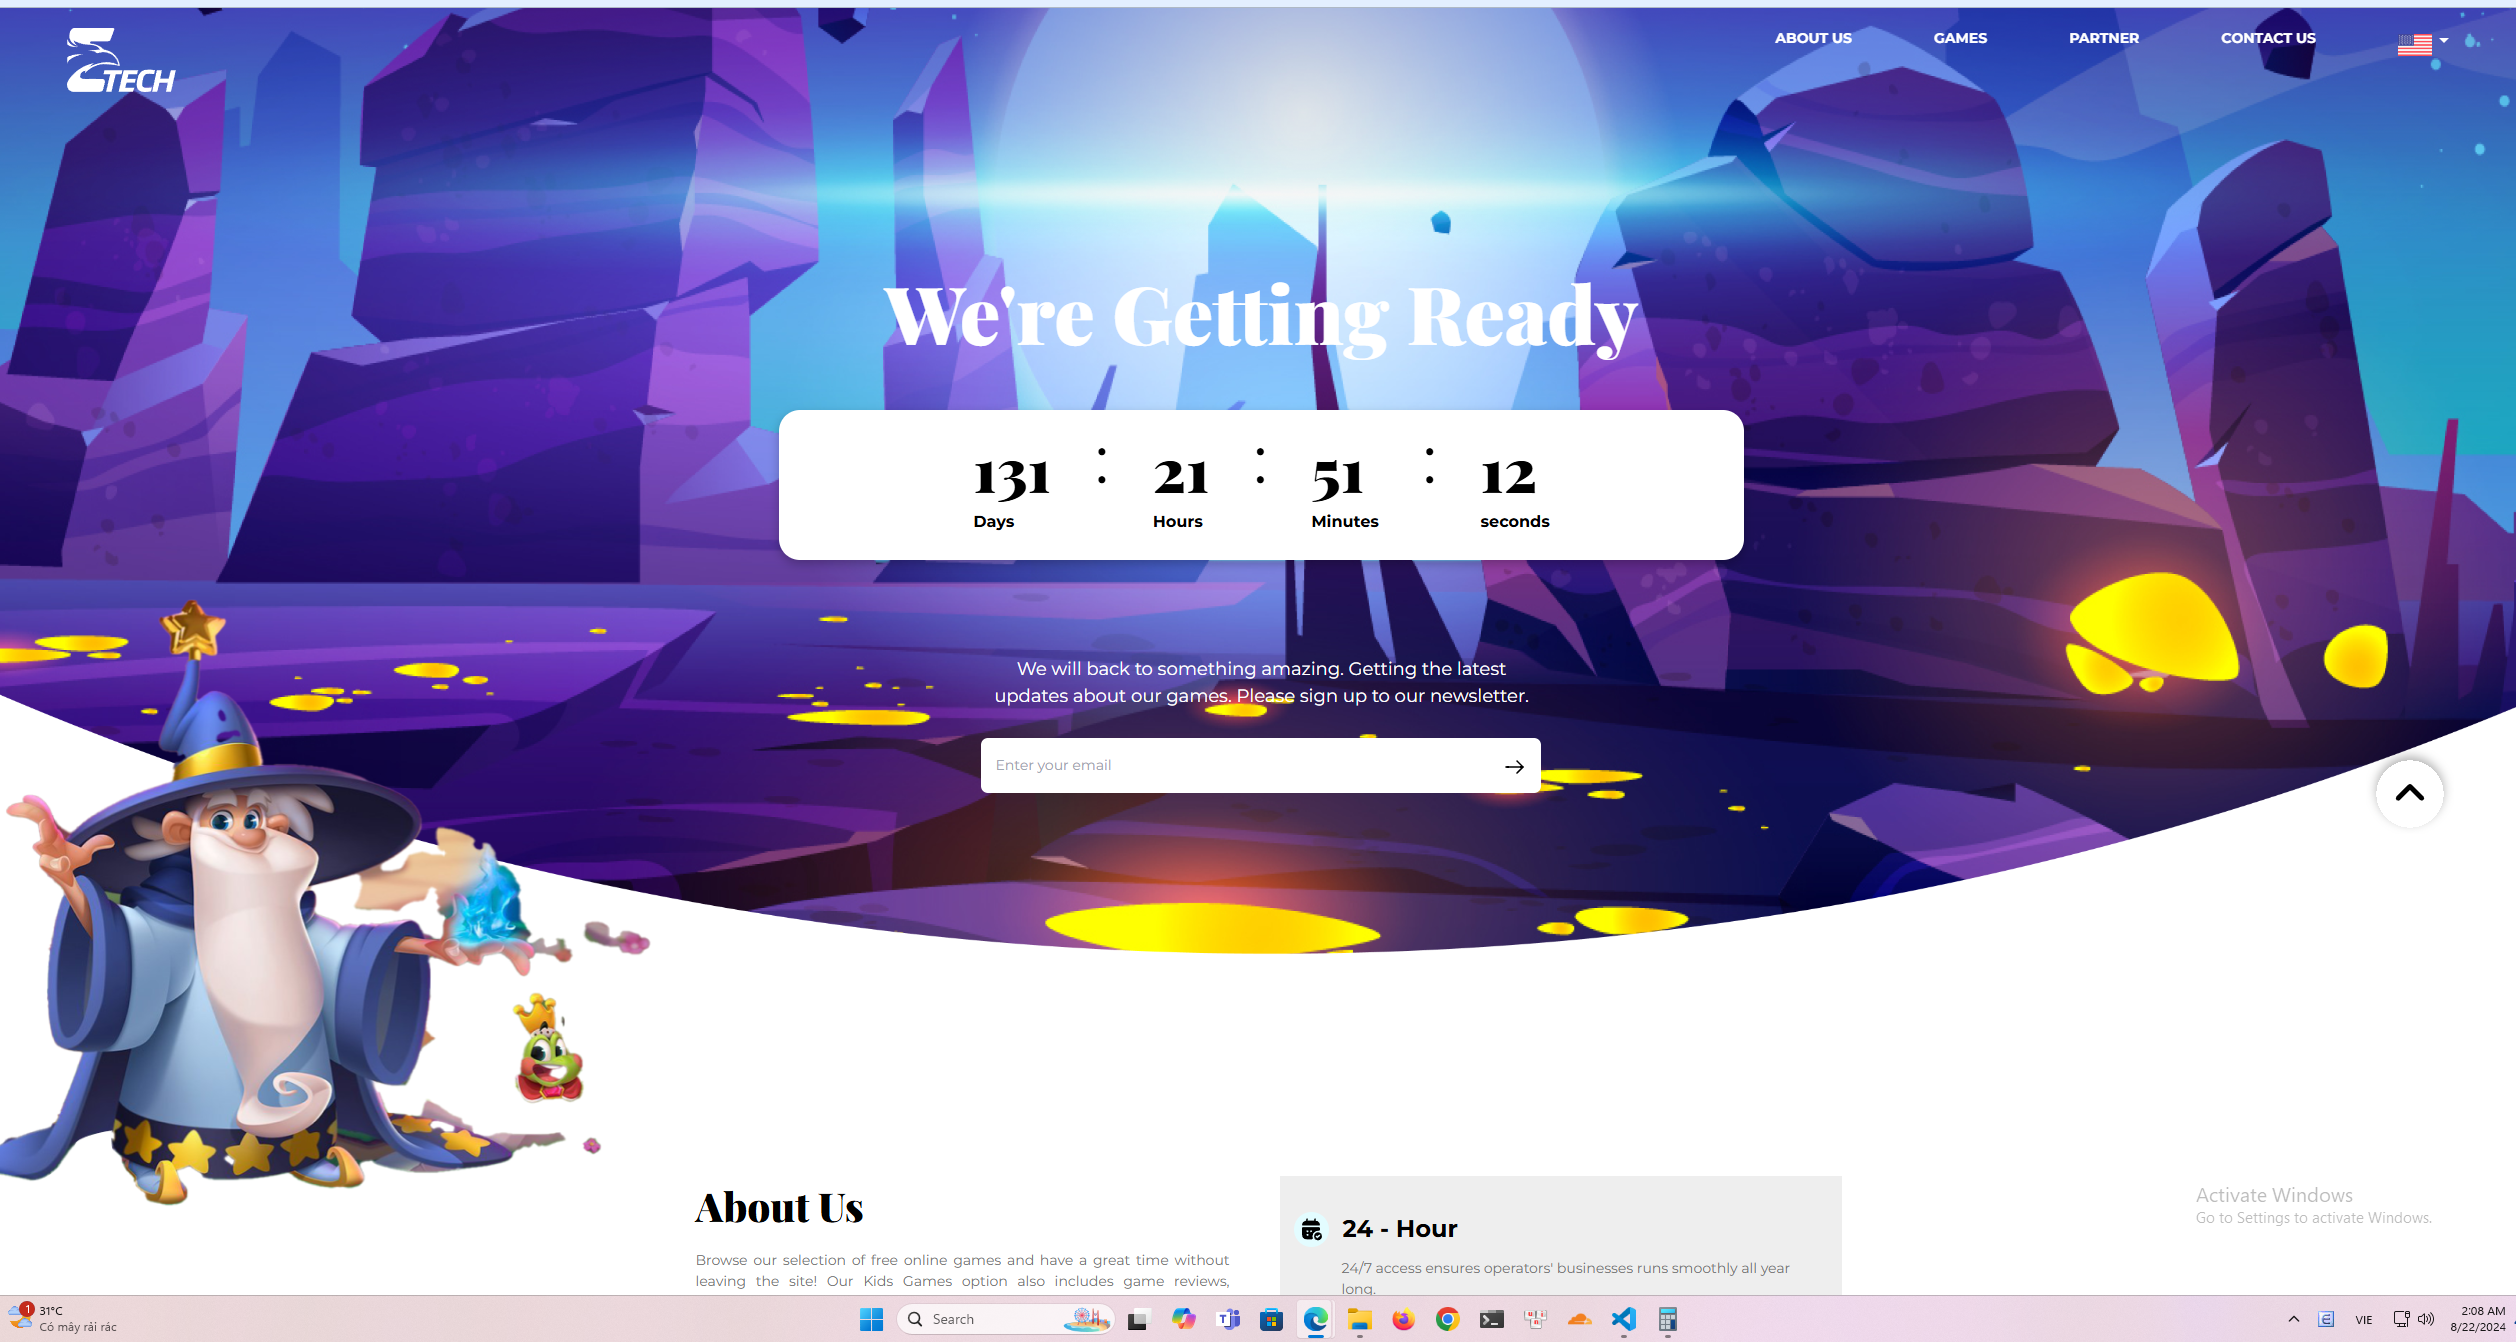 TECH
ABOUT US
GAMES
PARTNER
CONTACT US
We're Getting Ready
131 : 21 : 51 : 12
Days Hours Minutes seconds
We will back to something amazing. Getting the latest
updates about our games. Please sign up to our newsletter.
Enter your email
About Us
Browse our selection of free online games and have a great time without
leaving the site! Our Kids Games option also includes game reviews,
24 - Hour
24/7 access ensures operators' businesses runs smoothly all year
long.
Activate Windows
Go to Settings to activate Windows.
1
31°C
Có mây rải rác
Search
VIE
2:08 AM
8/22/2024